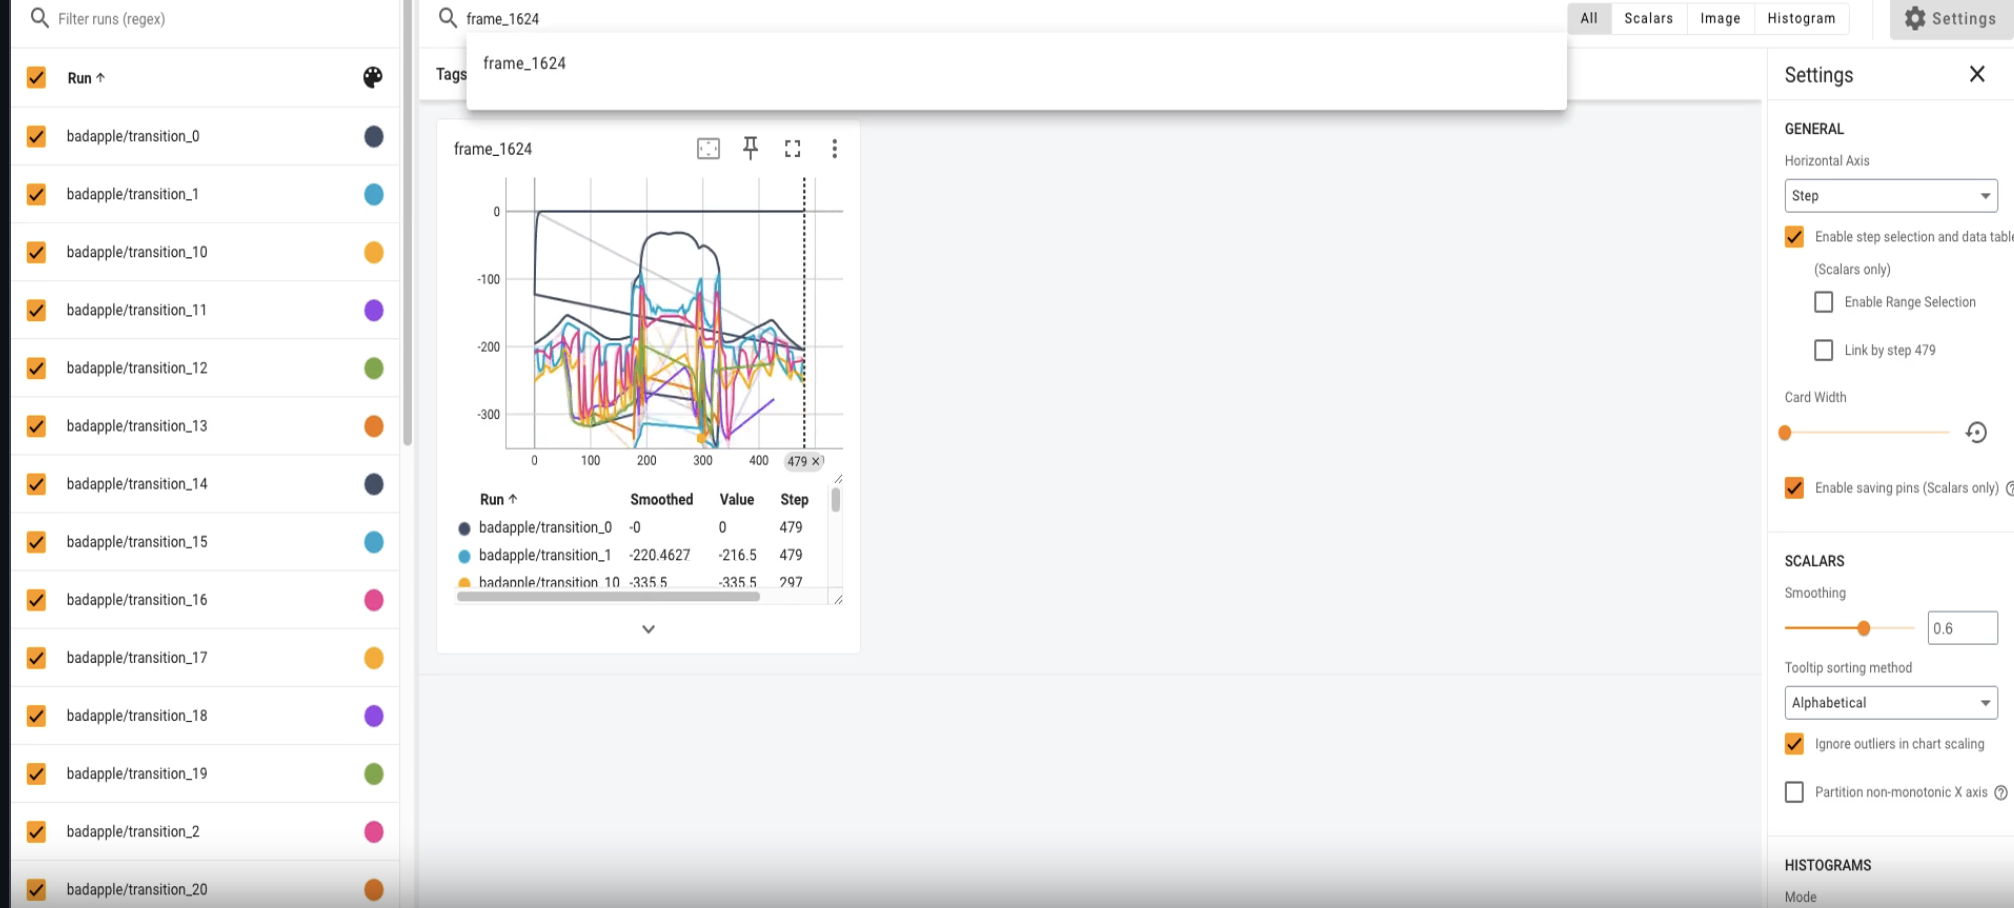 Filter runs (regex)
Run ↑
badapple/transition_0
badapple/transition_1
badapple/transition_10
badapple/transition_11
badapple/transition_12
badapple/transition_13
badapple/transition_14
badapple/transition_15
badapple/transition_16
badapple/transition_17
badapple/transition_18
badapple/transition_19
badapple/transition_2
badapple/transition_20
frame_1624
All Scalars Image Histogram
Settings
frame_1624
Tags
frame_1624
0
-100
-200
-300
0 100 200 300 400 479 ×
Run ↑ Smoothed Value Step
badapple/transition_0 -0 0 479
badapple/transition_1 -220.4627 -216.5 479
badapple/transition_10 -335.5 -335.5 297
Settings
GENERAL
Horizontal Axis
Step
Enable step selection and data table
(Scalars only)
Enable Range Selection
Link by step 479
Card Width
Enable saving pins (Scalars only)
SCALARS
Smoothing
0.6
Tooltip sorting method
Alphabetical
Ignore outliers in chart scaling
Partition non-monotonic X axis
HISTOGRAMS
Mode